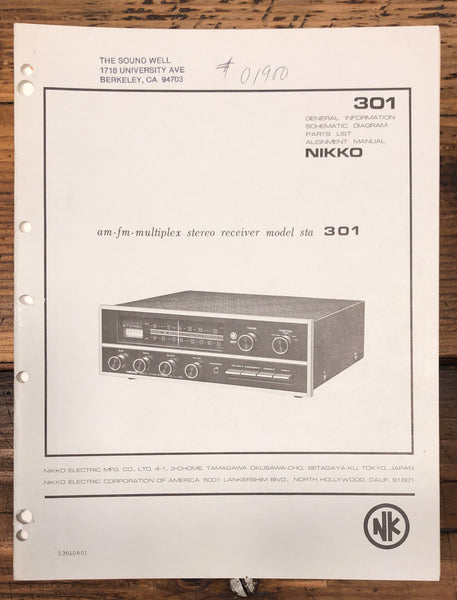 THE SOUND WELL
1718 UNIVERSITY AVE
BERKELEY, CA 94703
# 01900
301
GENERAL INFORMATION
SCHEMATIC DIAGRAM
PARTS LIST
ALIGNMENT MANUAL
NIKKO
am-fm-multiplex stereo receiver model sta 301
NIKKO ELECTRIC MFG. CO., LTD. 4-1, 3-CHOME, TAMAGAWA OKUSAWA-CHO, SETAGAYA-KU, TOKYO, JAPAN
NIKKO ELECTRIC CORPORATION OF AMERICA 5001 LANKERSHIM BLVD., NORTH HOLLYWOOD, CALIF. 91601
NK
S3010A01